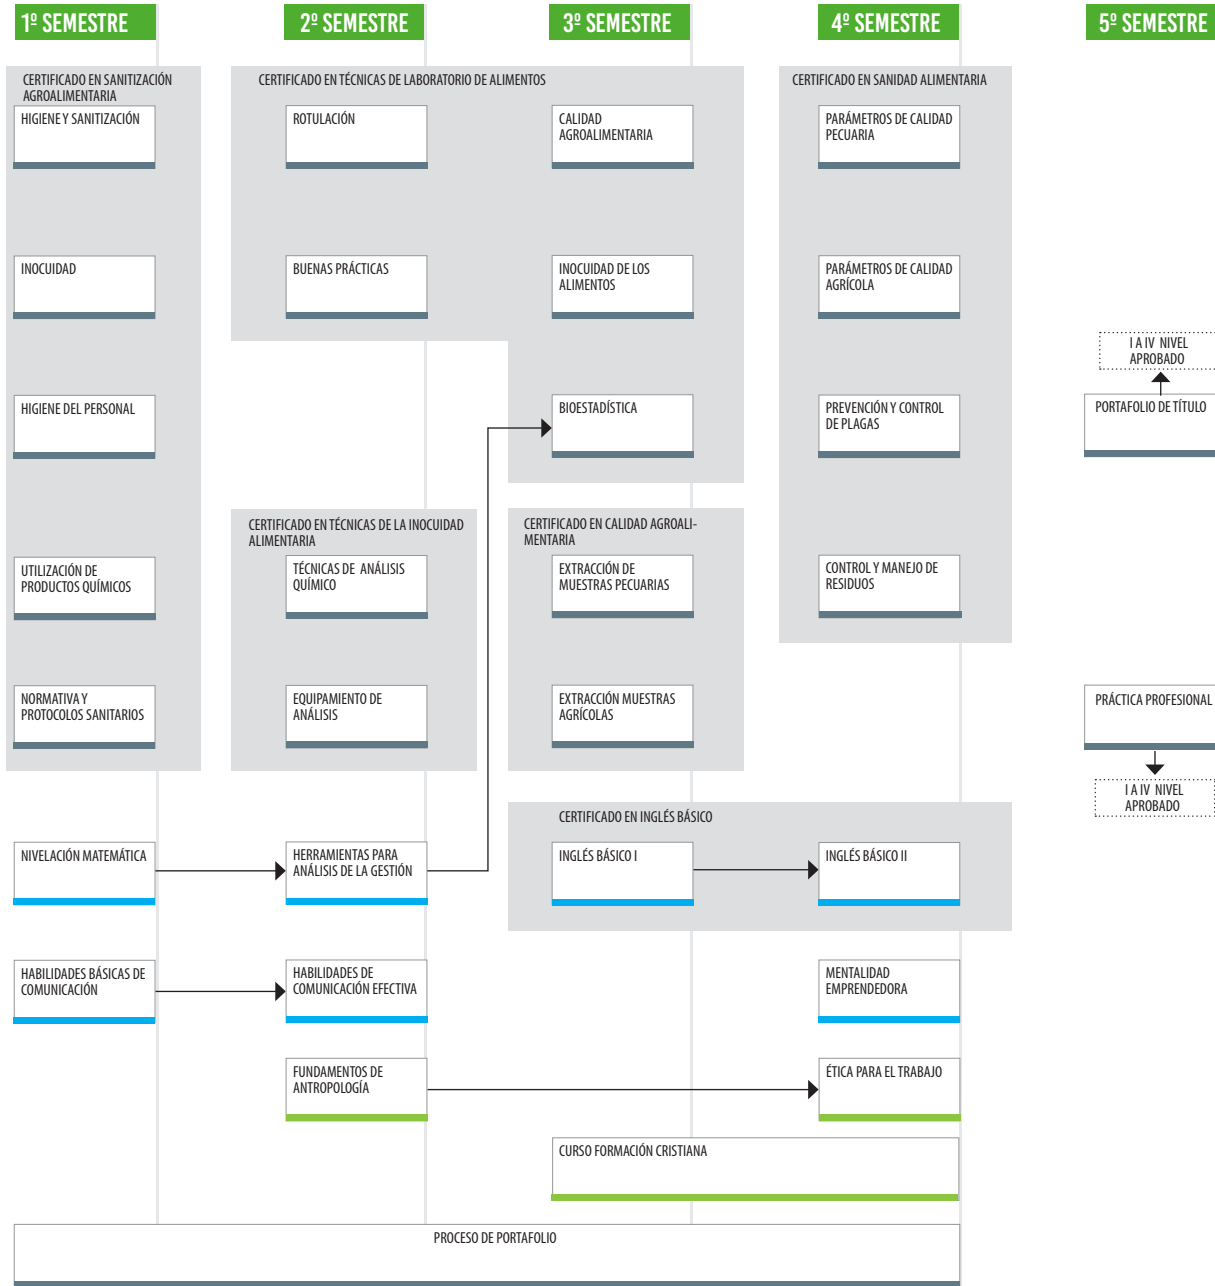 1º SEMESTRE
2º SEMESTRE
3º SEMESTRE
4º SEMESTRE
5º SEMESTRE
CERTIFICADO EN SANITIZACIÓN
AGROALIMENTARIA
HIGIENE Y SANITIZACIÓN
INOCUIDAD
HIGIENE DEL PERSONAL
UTILIZACIÓN DE
PRODUCTOS QUÍMICOS
NORMATIVA Y
PROTOCOLOS SANITARIOS
NIVELACIÓN MATEMÁTICA
HABILIDADES BÁSICAS DE
COMUNICACIÓN
CERTIFICADO EN TÉCNICAS DE LABORATORIO DE ALIMENTOS
ROTULACIÓN
BUENAS PRÁCTICAS
CERTIFICADO EN TÉCNICAS DE LA INOCUIDAD
ALIMENTARIA
TÉCNICAS DE ANÁLISIS
QUÍMICO
EQUIPAMIENTO DE
ANÁLISIS
HERRAMIENTAS PARA
ANÁLISIS DE LA GESTIÓN
HABILIDADES DE
COMUNICACIÓN EFECTIVA
FUNDAMENTOS DE
ANTROPOLOGÍA
CALIDAD
AGROALIMENTARIA
INOCUIDAD DE LOS
ALIMENTOS
BIOESTADÍSTICA
CERTIFICADO EN CALIDAD AGROALI-
MENTARIA
EXTRACCIÓN DE
MUESTRAS PECUARIAS
EXTRACCIÓN MUESTRAS
AGRÍCOLAS
CERTIFICADO EN INGLÉS BÁSICO
INGLÉS BÁSICO I
CERTIFICADO EN SANIDAD ALIMENTARIA
PARÁMETROS DE CALIDAD
PECUARIA
PARÁMETROS DE CALIDAD
AGRÍCOLA
PREVENCIÓN Y CONTROL
DE PLAGAS
CONTROL Y MANEJO DE
RESIDUOS
INGLÉS BÁSICO II
MENTALIDAD
EMPRENDEDORA
ÉTICA PARA EL TRABAJO
CURSO FORMACIÓN CRISTIANA
PROCESO DE PORTAFOLIO
I A IV NIVEL
APROBADO
PORTAFOLIO DE TÍTULO
PRÁCTICA PROFESIONAL
I A IV NIVEL
APROBADO